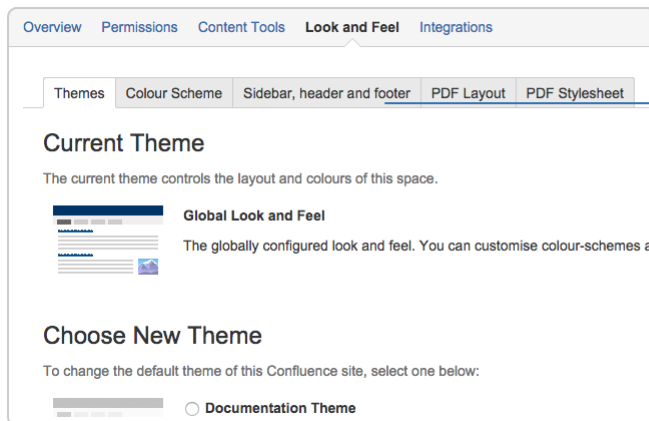 Overview Permissions Content Tools Look and Feel Integrations
Themes Colour Scheme Sidebar, header and footer PDF Layout PDF Stylesheet
Current Theme
The current theme controls the layout and colours of this space.
Global Look and Feel
The globally configured look and feel. You can customise colour-schemes a
Choose New Theme
To change the default theme of this Confluence site, select one below:
Documentation Theme